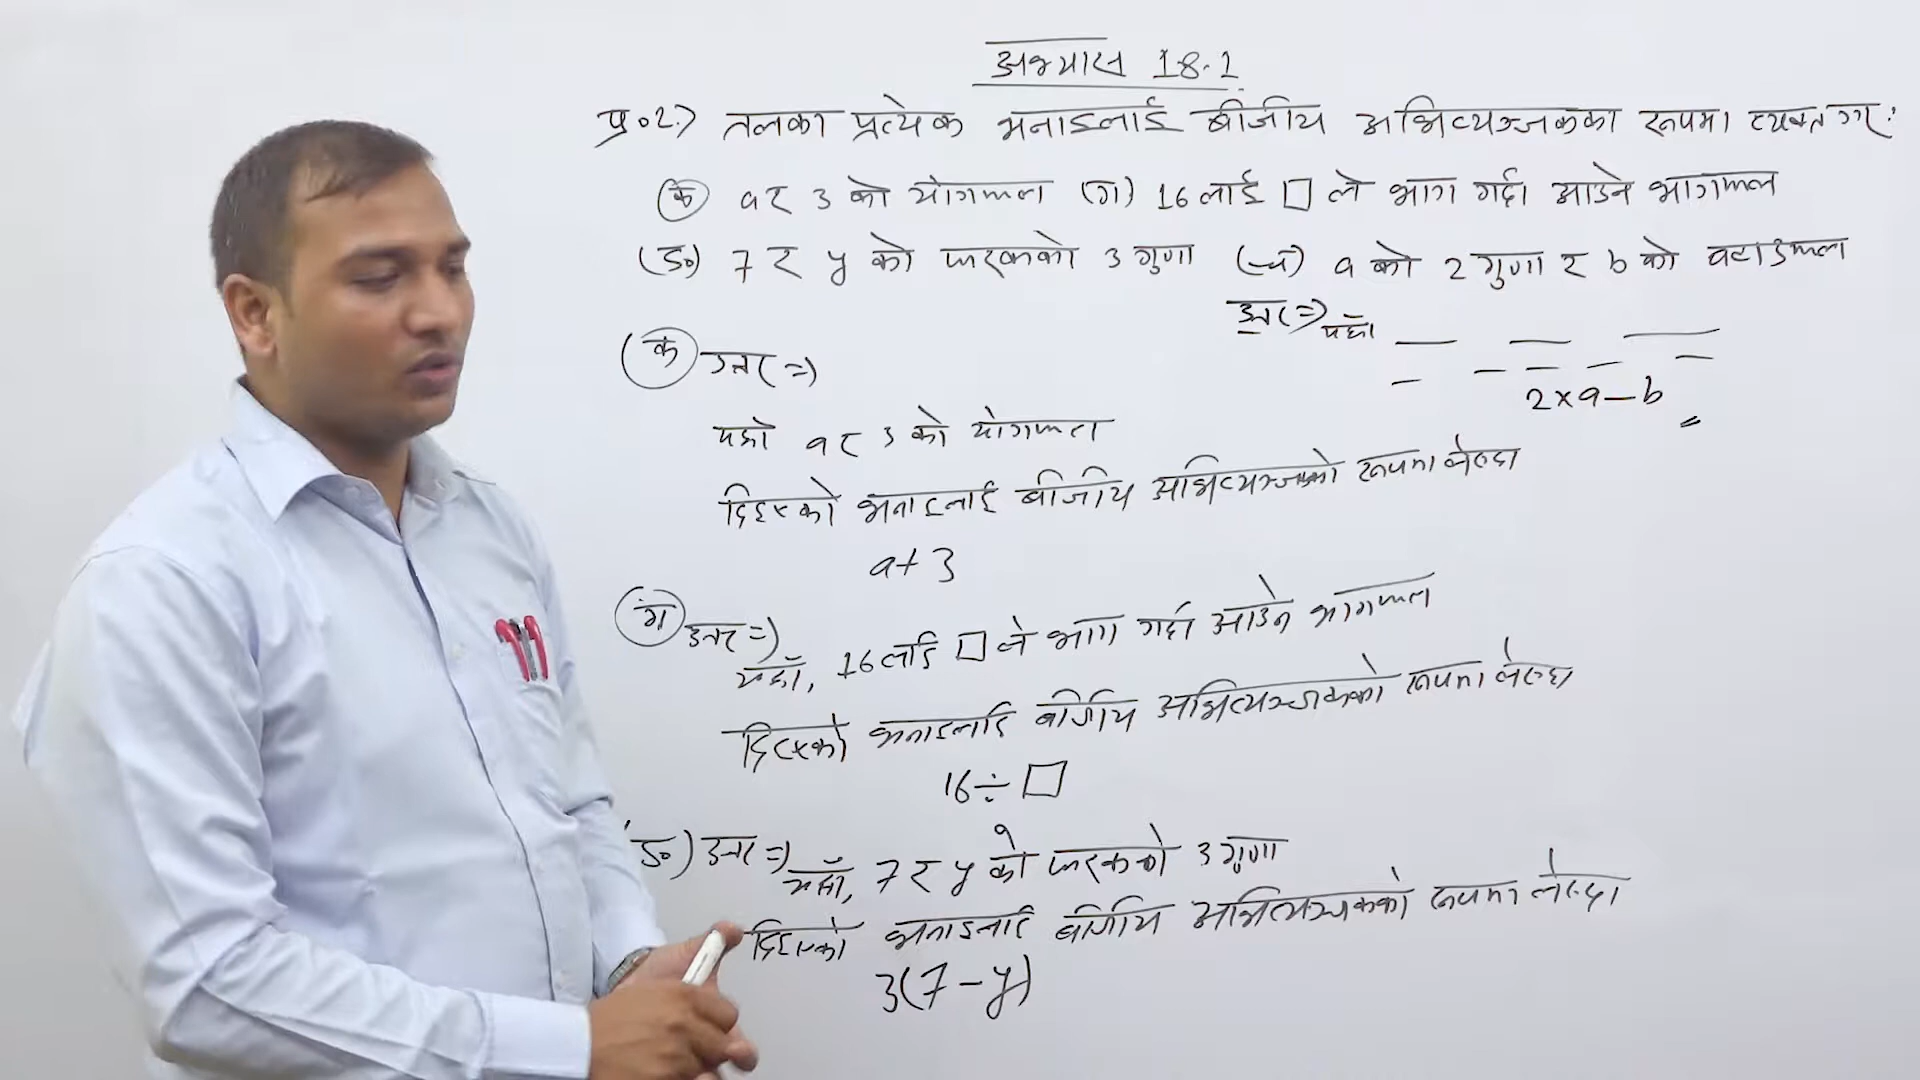 अभ्यास 18.1
प्र०2.> तलका प्रत्येक भनाइलाई बीजीय अभिव्यञ्जकका रूपमा व्यक्त गर:
(क) a र 3 को योगफल (ग) 16 लाई □ ले भाग गर्दा आउने भागफल
(ङ) 7 र y को फरकको 3 गुणा (च) a को 2 गुणा र b को घटाउफल
उत्तर⇒ यहाँ
2×a−b
(क) उत्तर⇒
यहाँ a र 3 को योगफल
दिइएको भनाइलाई बीजीय अभिव्यञ्जकको रूपमा लेख्दा
a+3
(ग) उत्तर⇒
यहाँ, 16 लाई □ ले भाग गर्दा आउने भागफल
दिइएको भनाइलाई बीजीय अभिव्यञ्जकको रूपमा लेख्दा
16÷□
ङ) उत्तर⇒ यहाँ, 7 र y को फरकको 3 गुणा
दिइएको भनाइलाई बीजीय अभिव्यञ्जकको रूपमा लेख्दा
3(7−y)